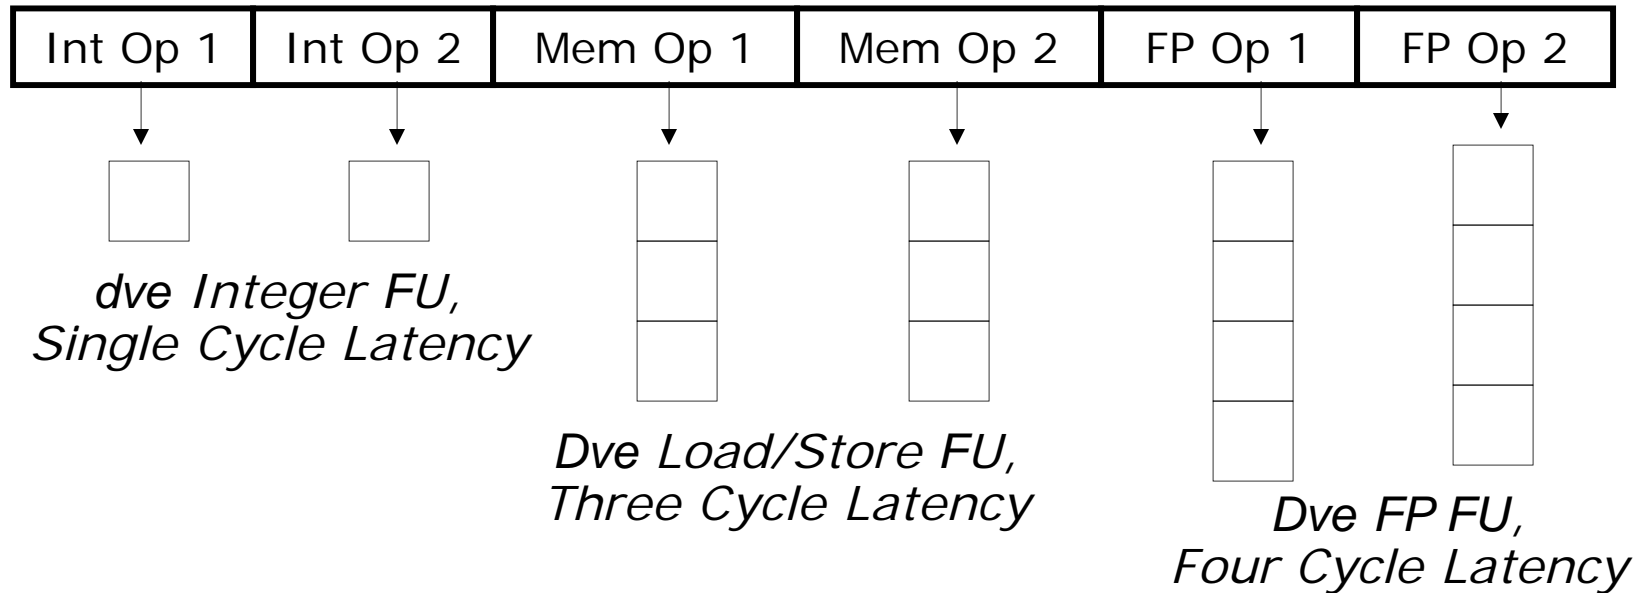 Int Op 1 Int Op 2 Mem Op 1 Mem Op 2 FP Op 1 FP Op 2
dve Integer FU,
Single Cycle Latency
Dve Load/Store FU,
Three Cycle Latency
Dve FP FU,
Four Cycle Latency